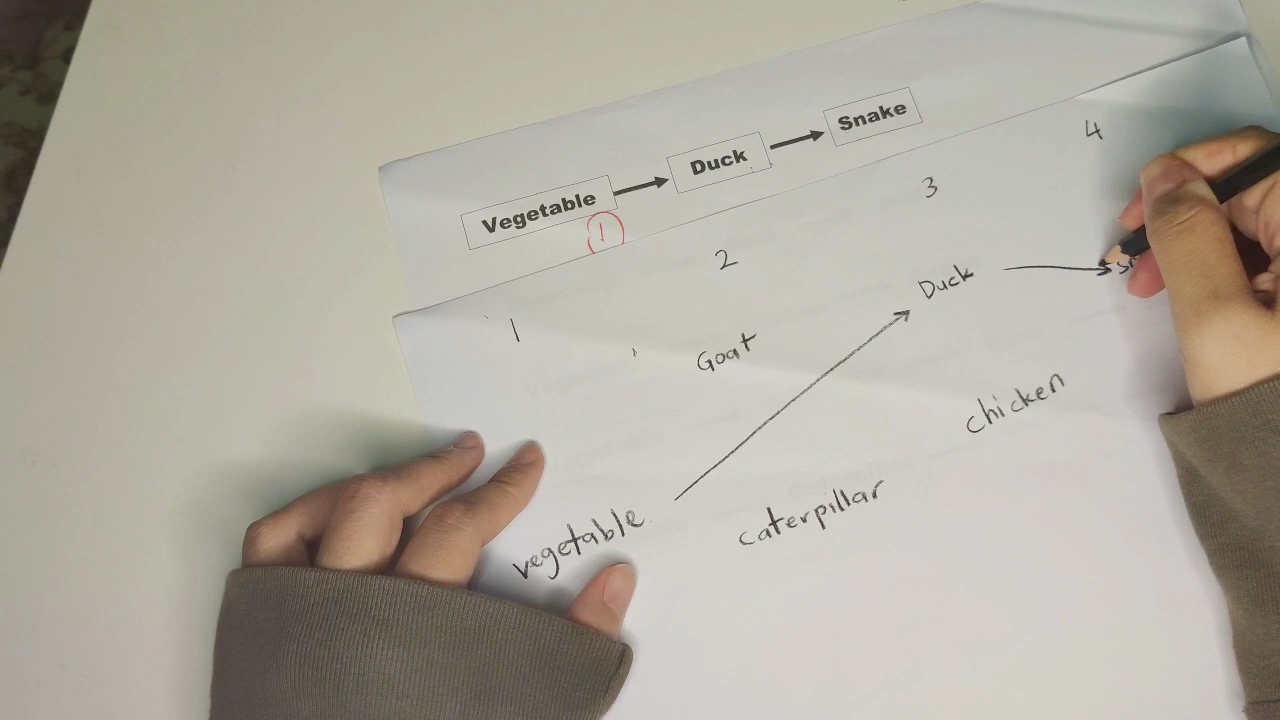 Vegetable → Duck → Snake
1
1 2 3 4
Goat Duck
chicken
vegetable caterpillar